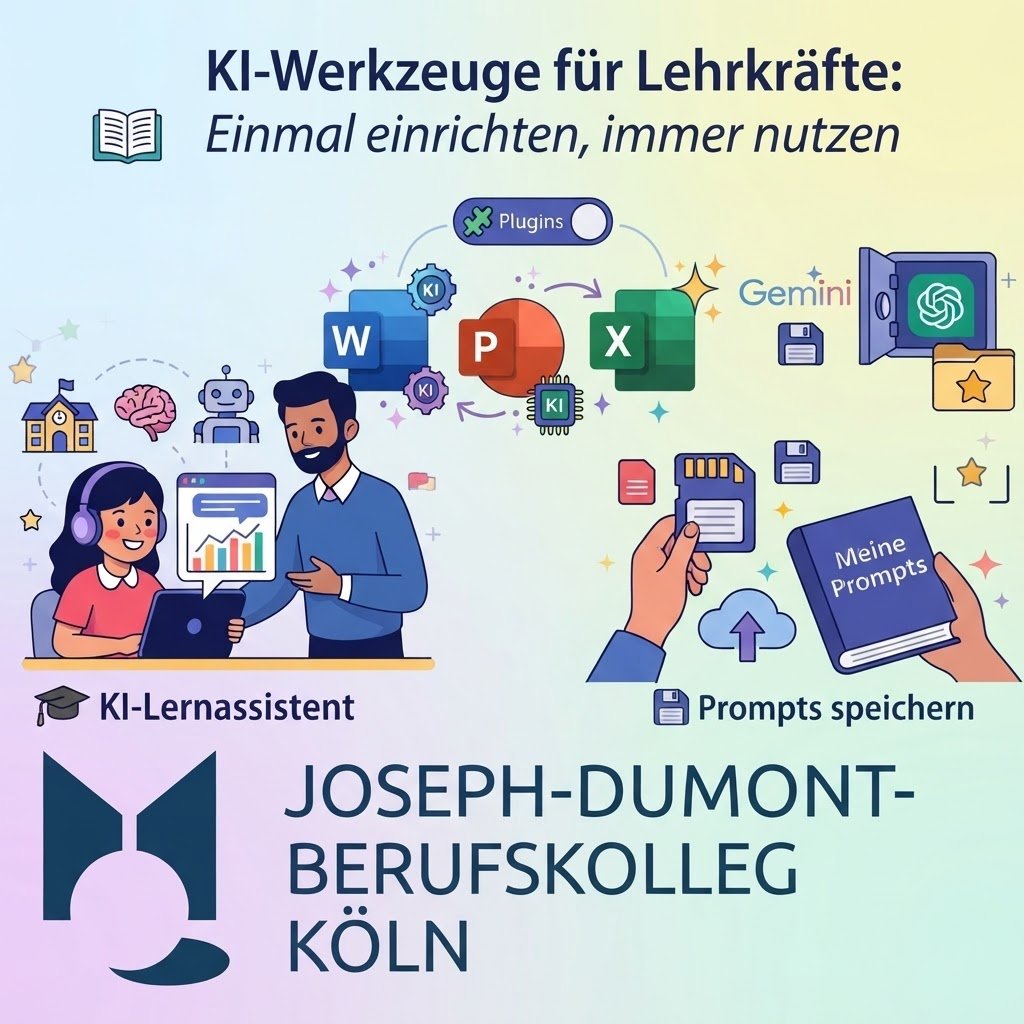 KI-Werkzeuge für Lehrkräfte:
Einmal einrichten, immer nutzen
Plugins
KI
W
P
X
KI
KI
Gemini
Meine
Prompts
KI-Lernassistent
Prompts speichern
JOSEPH-DUMONT-
BERUFSKOLLEG
KÖLN